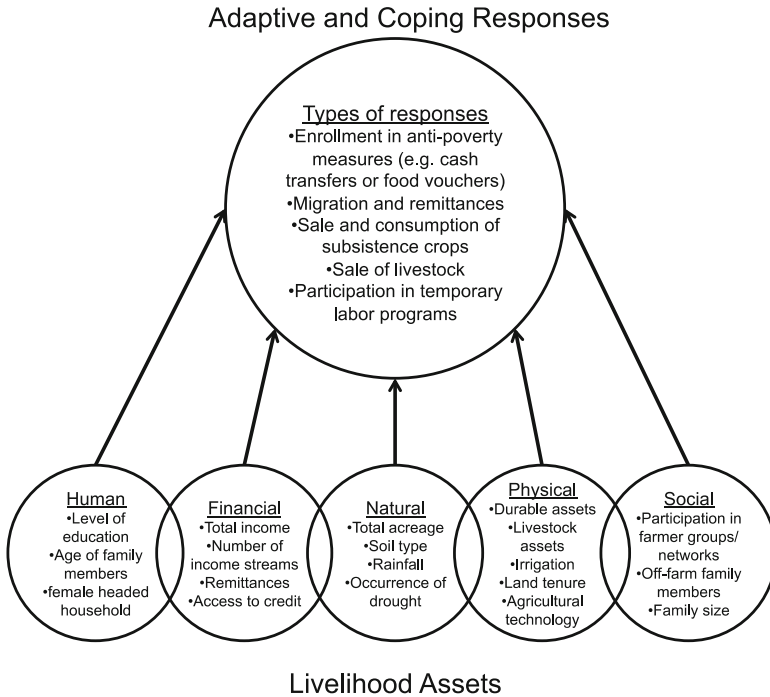 Adaptive and Coping Responses
Types of responses
•Enrollment in anti-poverty
measures (e.g. cash
transfers or food vouchers)
•Migration and remittances
•Sale and consumption of
subsistence crops
•Sale of livestock
•Participation in temporary
labor programs
Human
•Level of
education
•Age of family
members
•female headed
household
Financial
•Total income
•Number of
income streams
•Remittances
•Access to credit
Natural
•Total acreage
•Soil type
•Rainfall
•Occurrence of
drought
Physical
•Durable assets
•Livestock
assets
•Irrigation
•Land tenure
•Agricultural
technology
Social
•Participation in
farmer groups/
networks
•Off-farm family
members
•Family size
Livelihood Assets